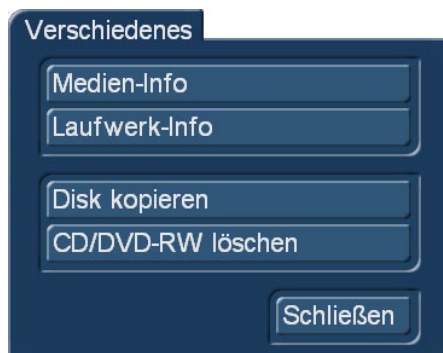 Verschiedenes
Medien-Info
Laufwerk-Info
Disk kopieren
CD/DVD-RW löschen
Schließen